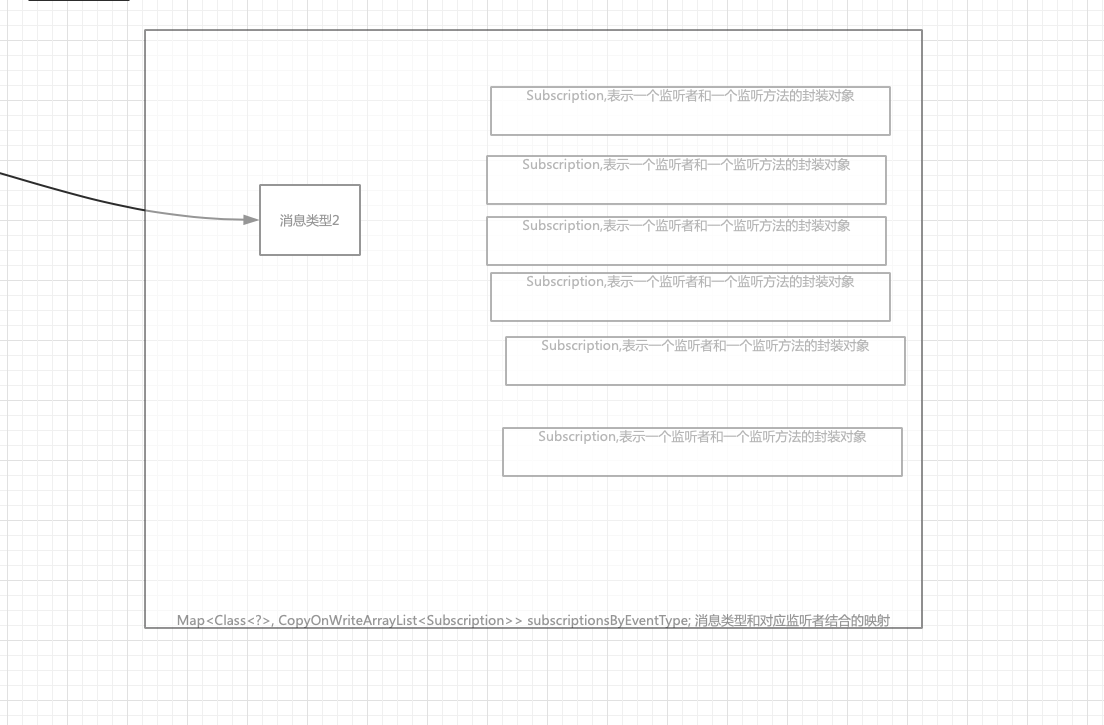 Subscription,表示一个监听者和一个监听方法的封装对象
Subscription,表示一个监听者和一个监听方法的封装对象
消息类型2
Subscription,表示一个监听者和一个监听方法的封装对象
Subscription,表示一个监听者和一个监听方法的封装对象
Subscription,表示一个监听者和一个监听方法的封装对象
Subscription,表示一个监听者和一个监听方法的封装对象
Map<Class<?>, CopyOnWriteArrayList<Subscription>> subscriptionsByEventType; 消息类型和对应监听者结合的映射